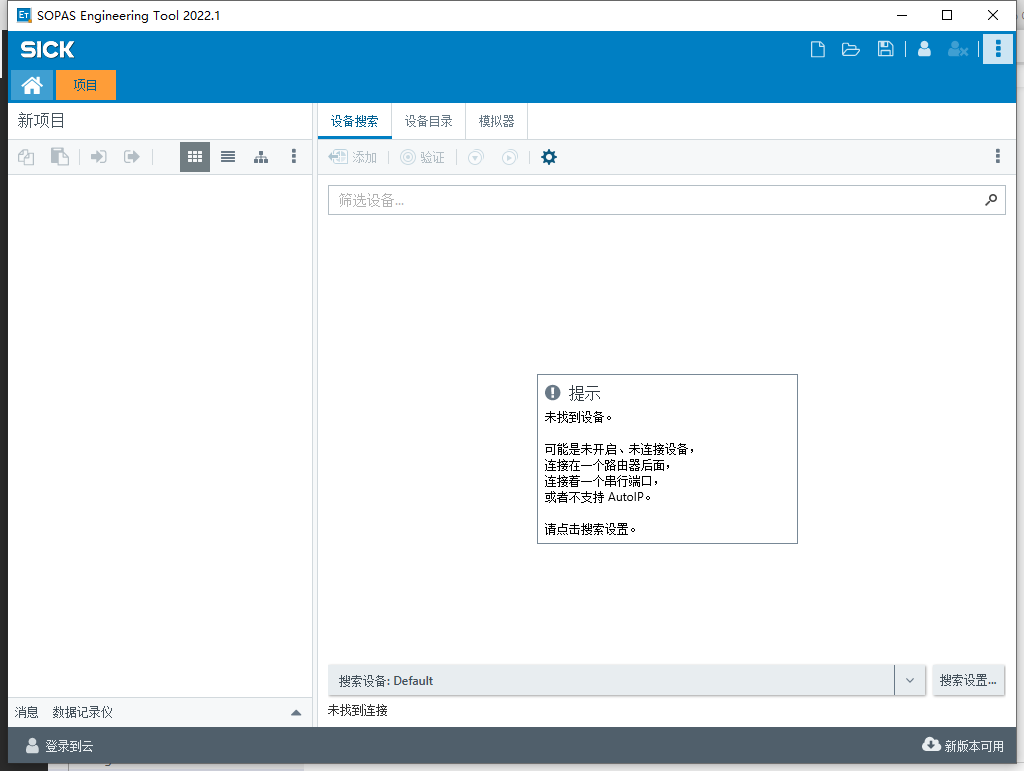 SOPAS Engineering Tool 2022.1
SICK
项目
新项目
设备搜索 设备目录 模拟器
添加 验证
筛选设备...
提示
未找到设备。
可能是未开启、未连接设备，
连接在一个路由器后面，
连接着一个串行端口，
或者不支持 AutoIP。
请点击搜索设置。
搜索设备: Default
搜索设置...
未找到连接
消息 数据记录仪
登录到云
新版本可用